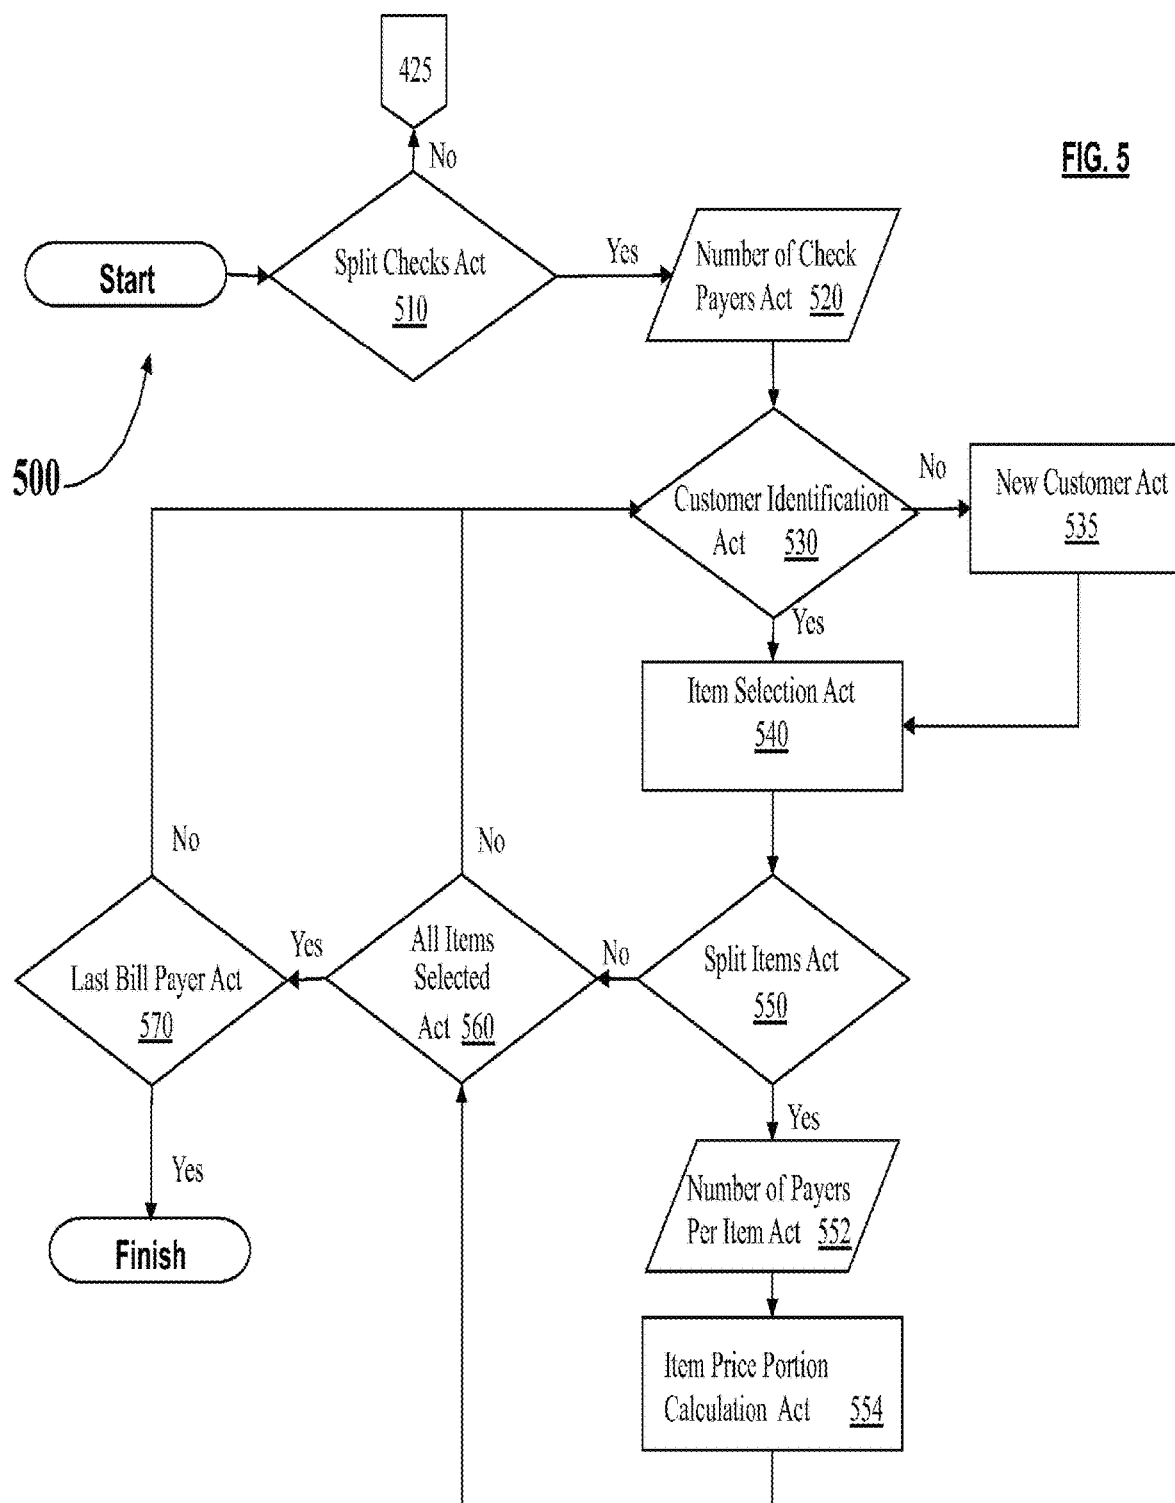 425
No
FIG. 5
Start
Split Checks Act
510
Yes
Number of Check
Payers Act 520
500
Customer Identification
Act 530
No
New Customer Act
535
Yes
Item Selection Act
540
No
No
Last Bill Payer Act
570
Yes
All Items
Selected
Act 560
No
Split Items Act
550
Yes
Yes
Number of Payers
Per Item Act 552
Finish
Item Price Portion
Calculation Act 554